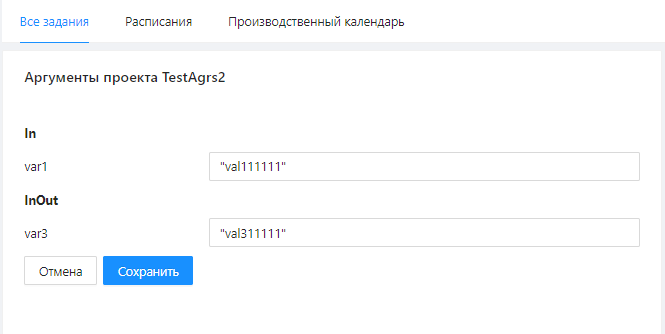 Все задания Расписания Производственный календарь
Аргументы проекта TestAgrs2
In
var1 "val111111"
InOut
var3 "val311111"
Отмена Сохранить